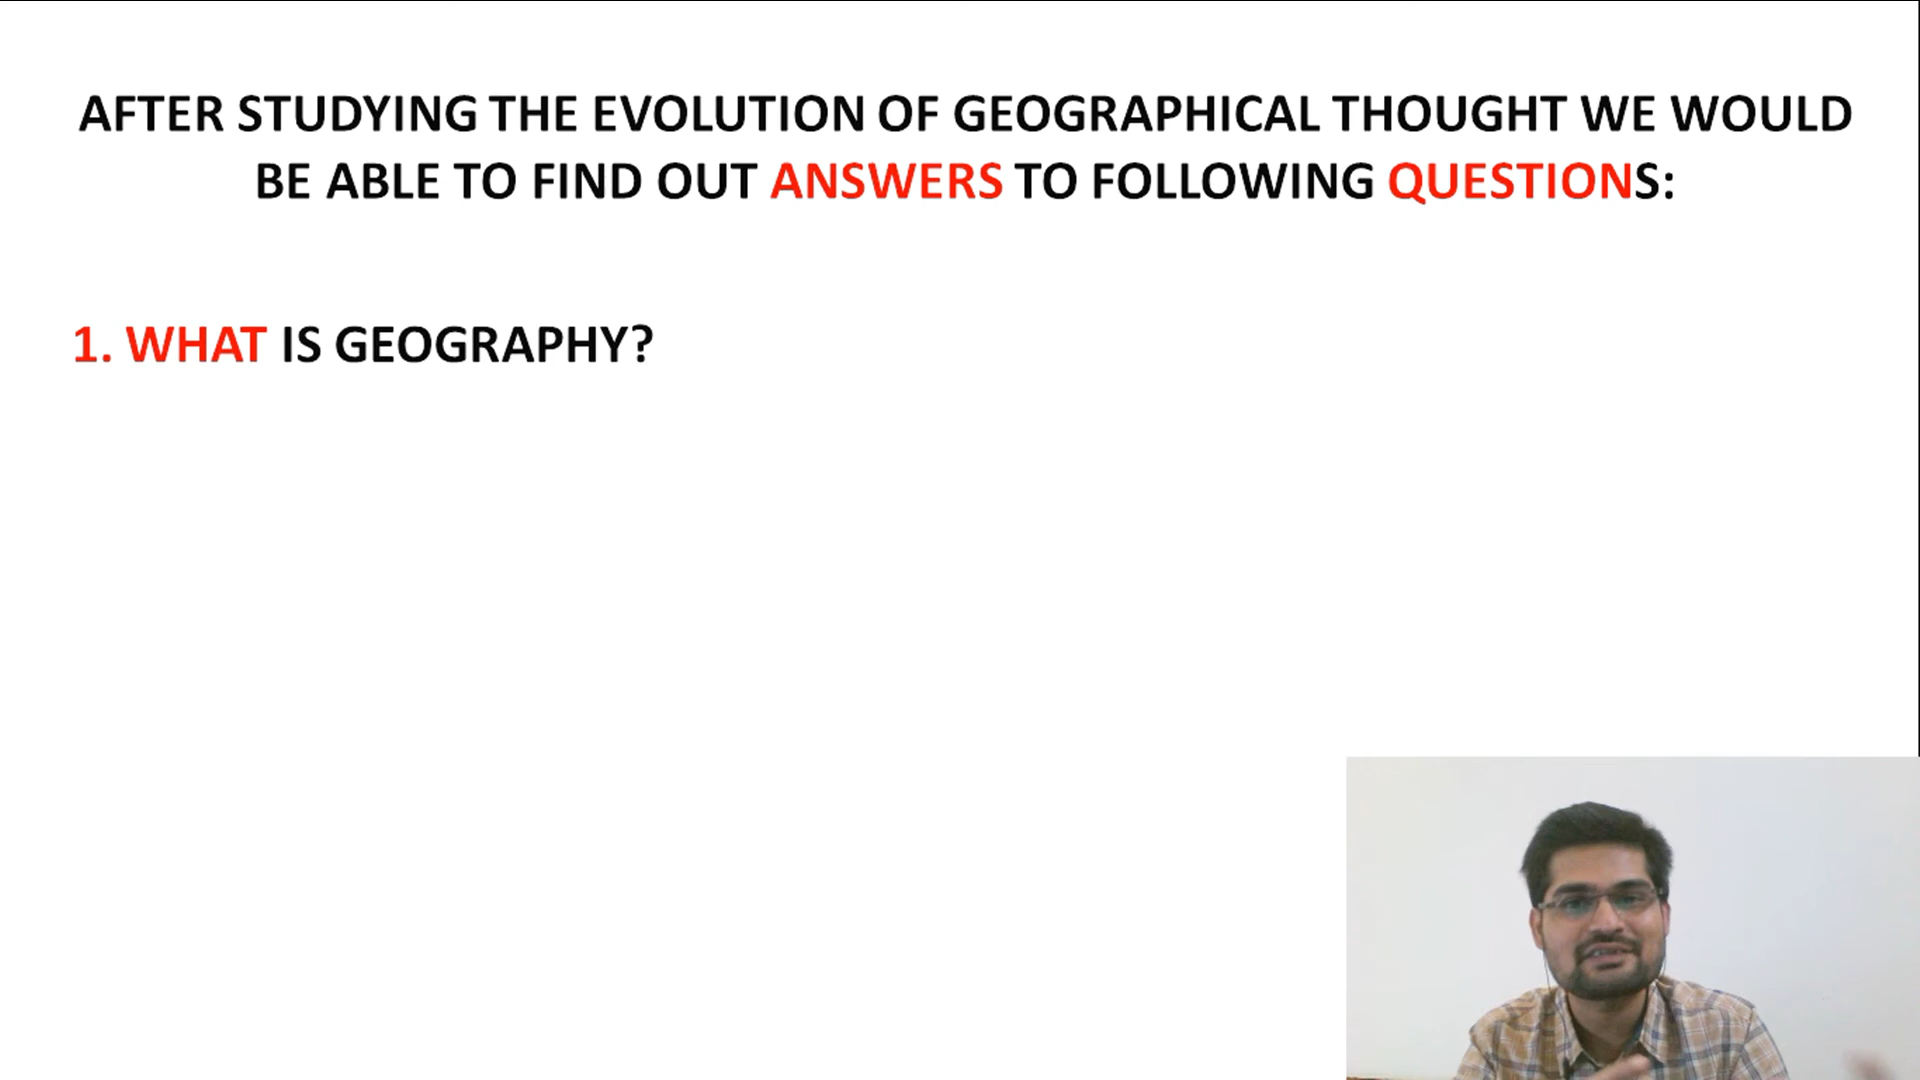 AFTER STUDYING THE EVOLUTION OF GEOGRAPHICAL THOUGHT WE WOULD
BE ABLE TO FIND OUT ANSWERS TO FOLLOWING QUESTIONS:
1. WHAT IS GEOGRAPHY?